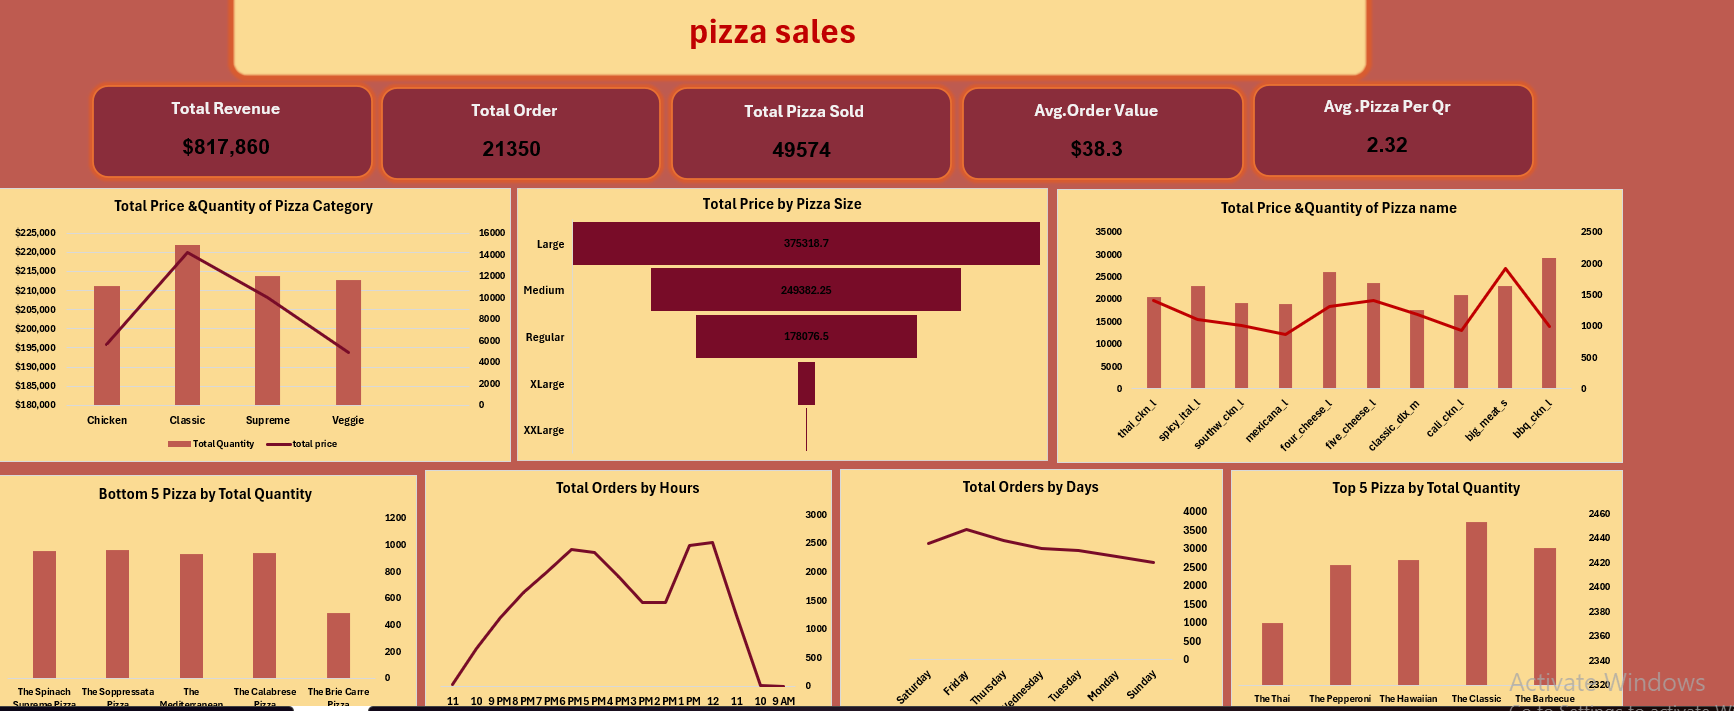 pizza sales
Total Revenue
$817,860
Total Order
21350
Total Pizza Sold
49574
Avg.Order Value
$38.3
Avg .Pizza Per Qr
2.32
Total Price &Quantity of Pizza Category
$225,000
$220,000
$215,000
$210,000
$205,000
$200,000
$195,000
$190,000
$185,000
$180,000
16000
14000
12000
10000
8000
6000
4000
2000
0
Chicken
Classic
Supreme
Veggie
Total Quantity
total price
Total Price by Pizza Size
Large
375318.7
Medium
249382.25
Regular
178076.5
XLarge
XXLarge
Total Price &Quantity of Pizza name
35000
30000
25000
20000
15000
10000
5000
0
2500
2000
1500
1000
500
0
thai_ckn_l
spicy_ital_l
southw_ckn_l
mexicana_l
four_cheese_l
five_cheese_l
classic_dlx_m
cali_ckn_l
big_meat_s
bbq_ckn_l
Bottom 5 Pizza by Total Quantity
1200
1000
800
600
400
200
0
The Spinach
Supreme Pizza
The Soppressata
Pizza
The
Mediterranean
The Calabrese
Pizza
The Brie Carre
Pizza
Total Orders by Hours
3000
2500
2000
1500
1000
500
0
11 10 9 PM 8 PM 7 PM 6 PM 5 PM 4 PM 3 PM 2 PM 1 PM 12 11 10 9 AM
Total Orders by Days
4000
3500
3000
2500
2000
1500
1000
500
0
Saturday
Friday
Thursday
Wednesday
Tuesday
Monday
Sunday
Top 5 Pizza by Total Quantity
2460
2440
2420
2400
2380
2360
2340
2320
The Thai
The Pepperoni
The Hawaiian
The Classic
The Barbecue
Activate Windows
Go to Settings to activate